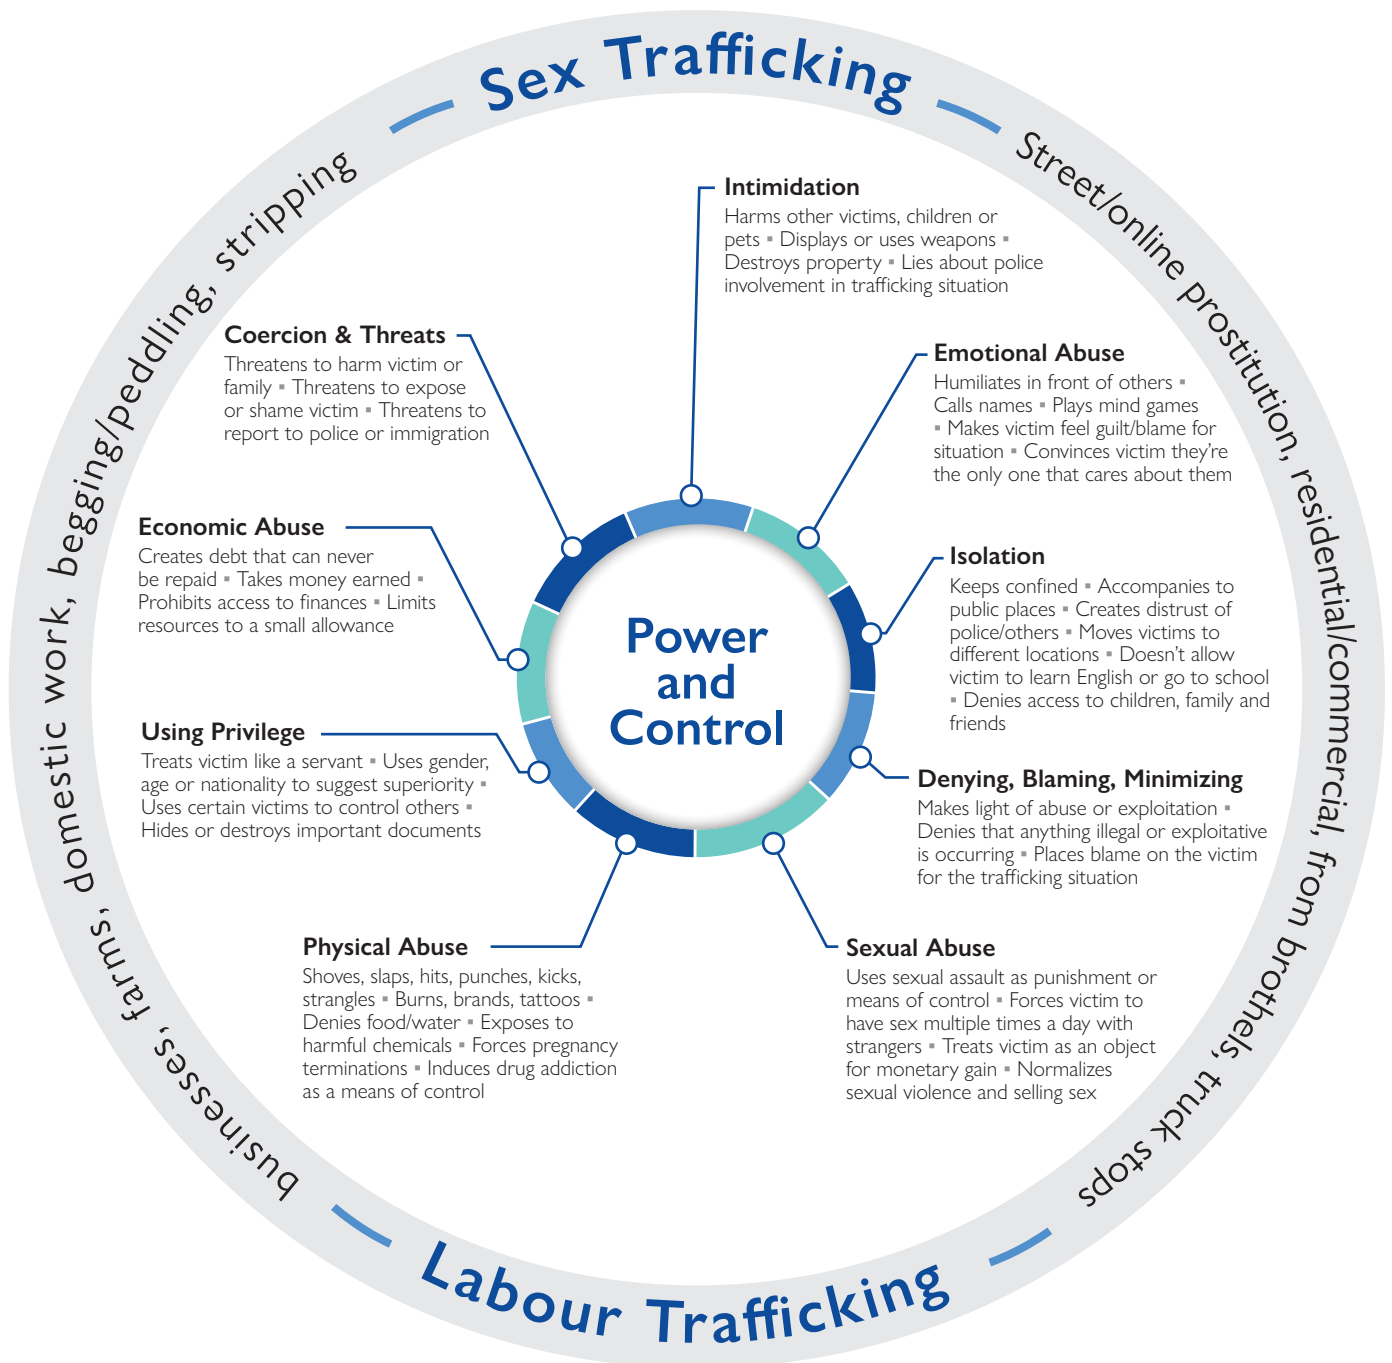 Sex Trafficking
Street/online prostitution, residential/commercial, from brothels, truck stops
Labour Trafficking
businesses, farms, domestic work, begging/peddling, stripping
Power
and
Control
Intimidation
Harms other victims, children or
pets ▪ Displays or uses weapons ▪
Destroys property ▪ Lies about police
involvement in trafficking situation
Emotional Abuse
Humiliates in front of others ▪
Calls names ▪ Plays mind games
▪ Makes victim feel guilt/blame for
situation ▪ Convinces victim they're
the only one that cares about them
Isolation
Keeps confined ▪ Accompanies to
public places ▪ Creates distrust of
police/others ▪ Moves victims to
different locations ▪ Doesn't allow
victim to learn English or go to school
▪ Denies access to children, family and
friends
Denying, Blaming, Minimizing
Makes light of abuse or exploitation ▪
Denies that anything illegal or exploitative
is occurring ▪ Places blame on the victim
for the trafficking situation
Sexual Abuse
Uses sexual assault as punishment or
means of control ▪ Forces victim to
have sex multiple times a day with
strangers ▪ Treats victim as an object
for monetary gain ▪ Normalizes
sexual violence and selling sex
Physical Abuse
Shoves, slaps, hits, punches, kicks,
strangles ▪ Burns, brands, tattoos ▪
Denies food/water ▪ Exposes to
harmful chemicals ▪ Forces pregnancy
terminations ▪ Induces drug addiction
as a means of control
Using Privilege
Treats victim like a servant ▪ Uses gender,
age or nationality to suggest superiority ▪
Uses certain victims to control others ▪
Hides or destroys important documents
Economic Abuse
Creates debt that can never
be repaid ▪ Takes money earned ▪
Prohibits access to finances ▪ Limits
resources to a small allowance
Coercion & Threats
Threatens to harm victim or
family ▪ Threatens to expose
or shame victim ▪ Threatens to
report to police or immigration